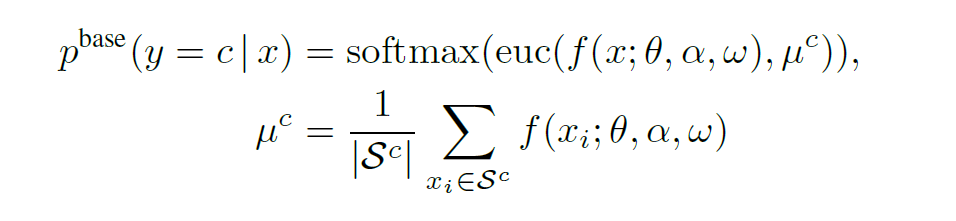 p^base(y = c | x) = softmax(euc(f(x; θ, α, ω), μ^c)),
μ^c = 1/|𝒮^c| ∑_{x_i∈𝒮^c} f(x_i; θ, α, ω)